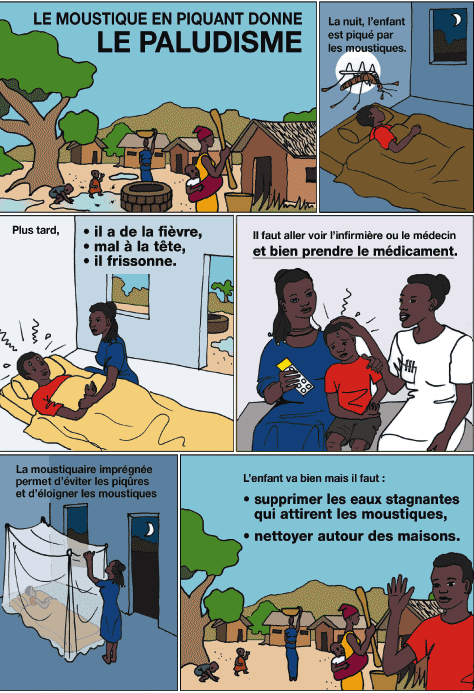 LE MOUSTIQUE EN PIQUANT DONNE
LE PALUDISME
La nuit, l'enfant
est piqué par
les moustiques.
Plus tard,
• il a de la fièvre,
• mal à la tête,
• il frissonne.
Il faut aller voir l'infirmière ou le médecin
et bien prendre le médicament.
La moustiquaire imprégnée
permet d'éviter les piqûres
et d'éloigner les moustiques
L'enfant va bien mais il faut :
• supprimer les eaux stagnantes
qui attirent les moustiques,
• nettoyer autour des maisons.